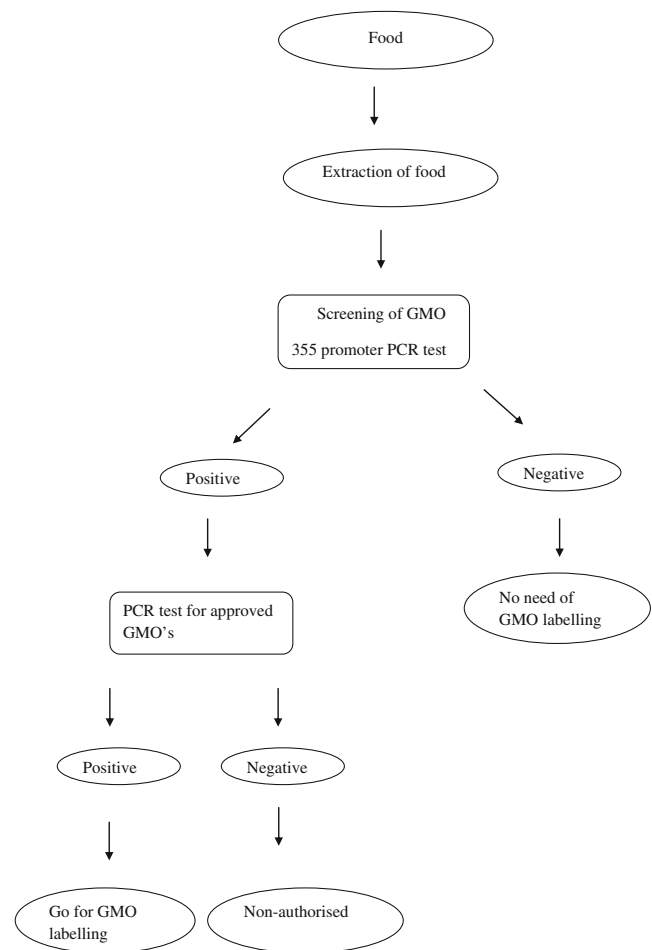 Food
Extraction of food
Screening of GMO
355 promoter PCR test
Positive
Negative
PCR test for approved
GMO's
No need of
GMO labelling
Positive
Negative
Go for GMO
labelling
Non-authorised